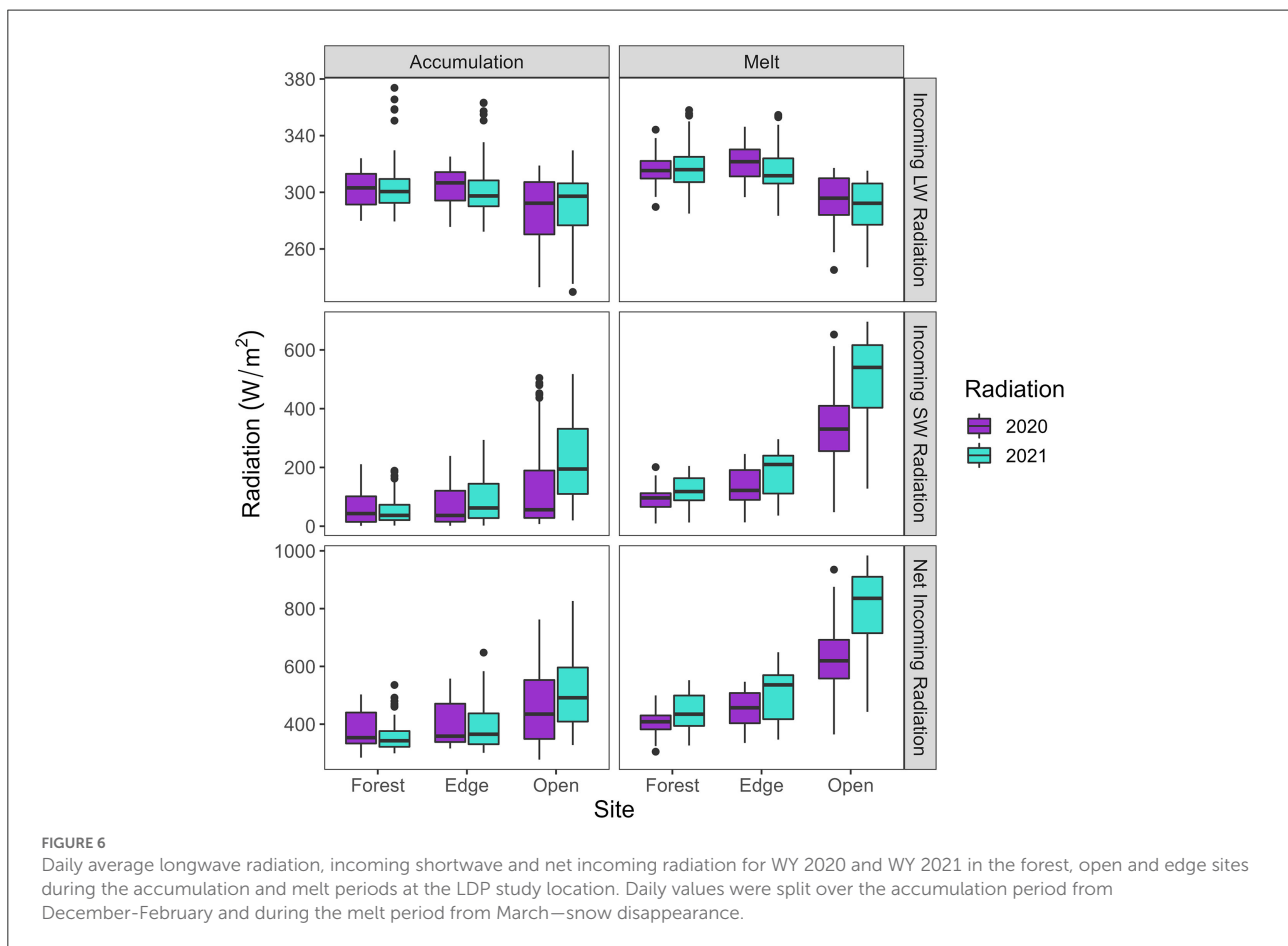 Accumulation
Melt
380
340
300
260
Incoming LW Radiation
600
400
200
0
Incoming SW Radiation
1000
800
600
400
Net Incoming Radiation
Radiation (W/m²)
Forest
Edge
Open
Forest
Edge
Open
Site
Radiation
2020
2021
FIGURE 6
Daily average longwave radiation, incoming shortwave and net incoming radiation for WY 2020 and WY 2021 in the forest, open and edge sites
during the accumulation and melt periods at the LDP study location. Daily values were split over the accumulation period from
December-February and during the melt period from March—snow disappearance.